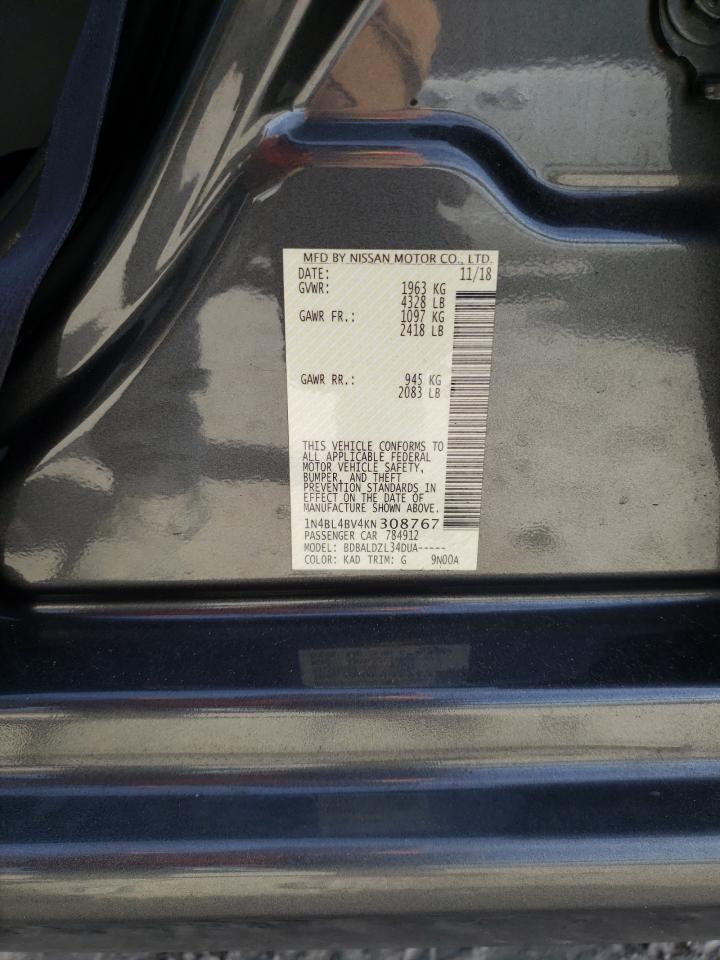 MFD BY NISSAN MOTOR CO., LTD.
DATE: 11/18
GVWR: 1963 KG
4328 LB
GAWR FR.: 1097 KG
2418 LB
GAWR RR.: 945 KG
2083 LB
THIS VEHICLE CONFORMS TO
ALL APPLICABLE FEDERAL
MOTOR VEHICLE SAFETY,
BUMPER, AND THEFT
PREVENTION STANDARDS IN
EFFECT ON THE DATE OF
MANUFACTURE SHOWN ABOVE.
1N4BL4BV4KN308767
PASSENGER CAR 784912
MODEL: BDBALDZL34DUA-----
COLOR: KAD TRIM: G 9N00A